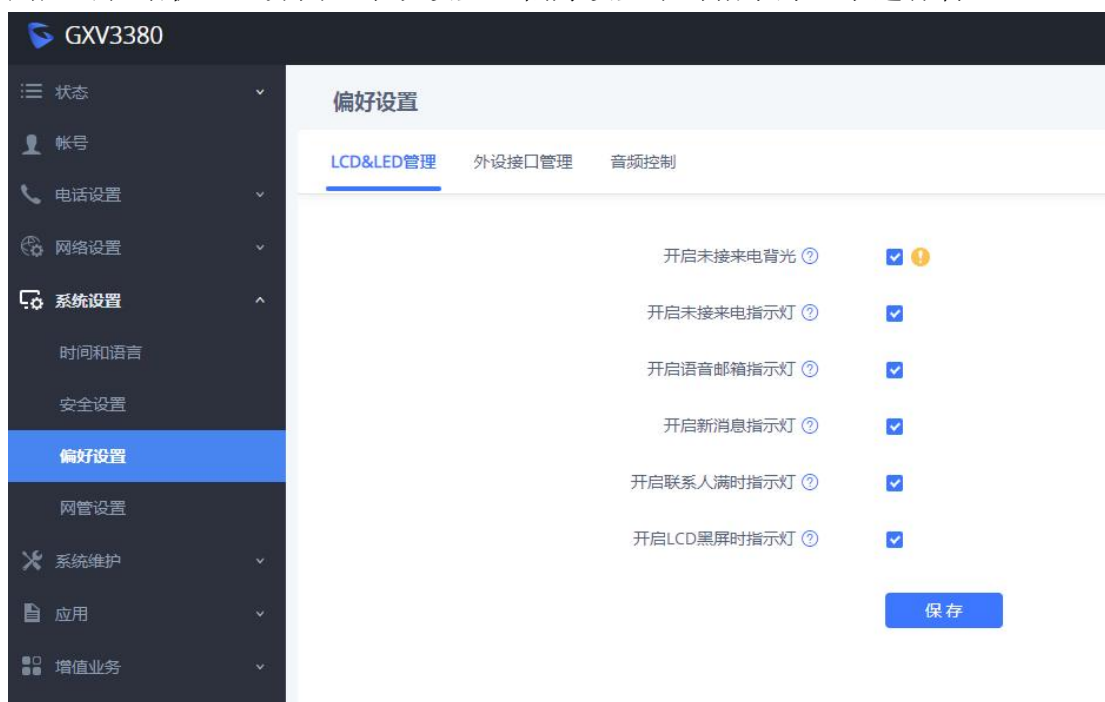 GXV3380
状态
帐号
电话设置
网络设置
系统设置
时间和语言
安全设置
偏好设置
网管设置
系统维护
应用
增值业务
偏好设置
LCD&LED管理 外设接口管理 音频控制
开启未接来电背光
开启未接来电指示灯
开启语音邮箱指示灯
开启新消息指示灯
开启联系人满时指示灯
开启LCD黑屏时指示灯
保存